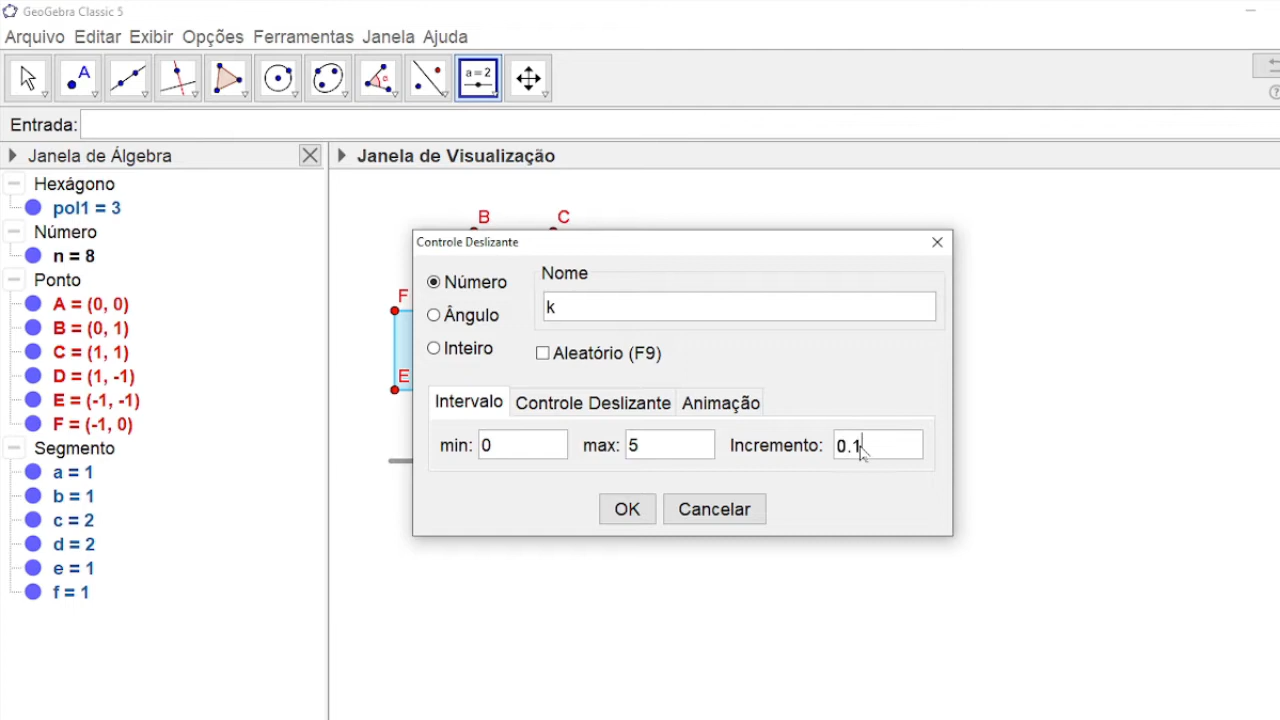 GeoGebra Classic 5
Arquivo Editar Exibir Opções Ferramentas Janela Ajuda
A
α
a = 2
Entrada:
Janela de Álgebra
Janela de Visualização
Hexágono
pol1 = 3
Número
n = 8
Ponto
A = (0, 0)
B = (0, 1)
C = (1, 1)
D = (1, -1)
E = (-1, -1)
F = (-1, 0)
Segmento
a = 1
b = 1
c = 2
d = 2
e = 1
f = 1
B C
F
E
Controle Deslizante
Número
Ângulo
Inteiro
Nome
k
Aleatório (F9)
Intervalo Controle Deslizante Animação
min: 0 max: 5 Incremento: 0.1
OK Cancelar